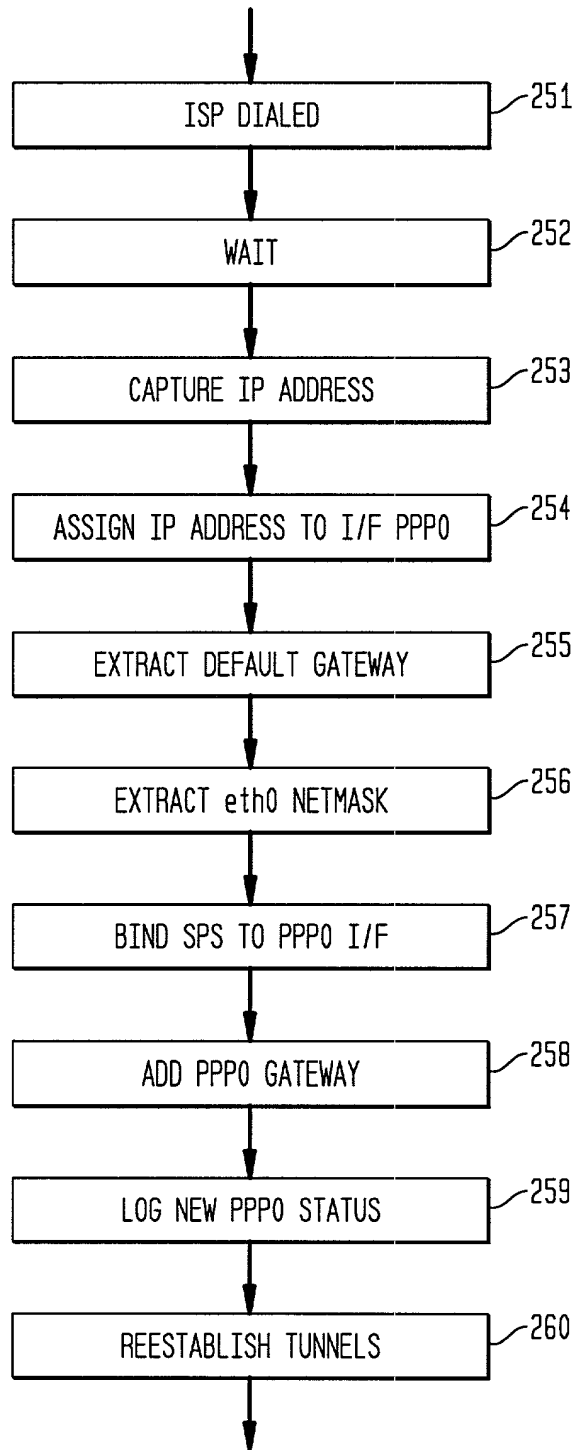 ISP DIALED
251
WAIT
252
CAPTURE IP ADDRESS
253
ASSIGN IP ADDRESS TO I/F PPP0
254
EXTRACT DEFAULT GATEWAY
255
EXTRACT eth0 NETMASK
256
BIND SPS TO PPP0 I/F
257
ADD PPP0 GATEWAY
258
LOG NEW PPP0 STATUS
259
REESTABLISH TUNNELS
260